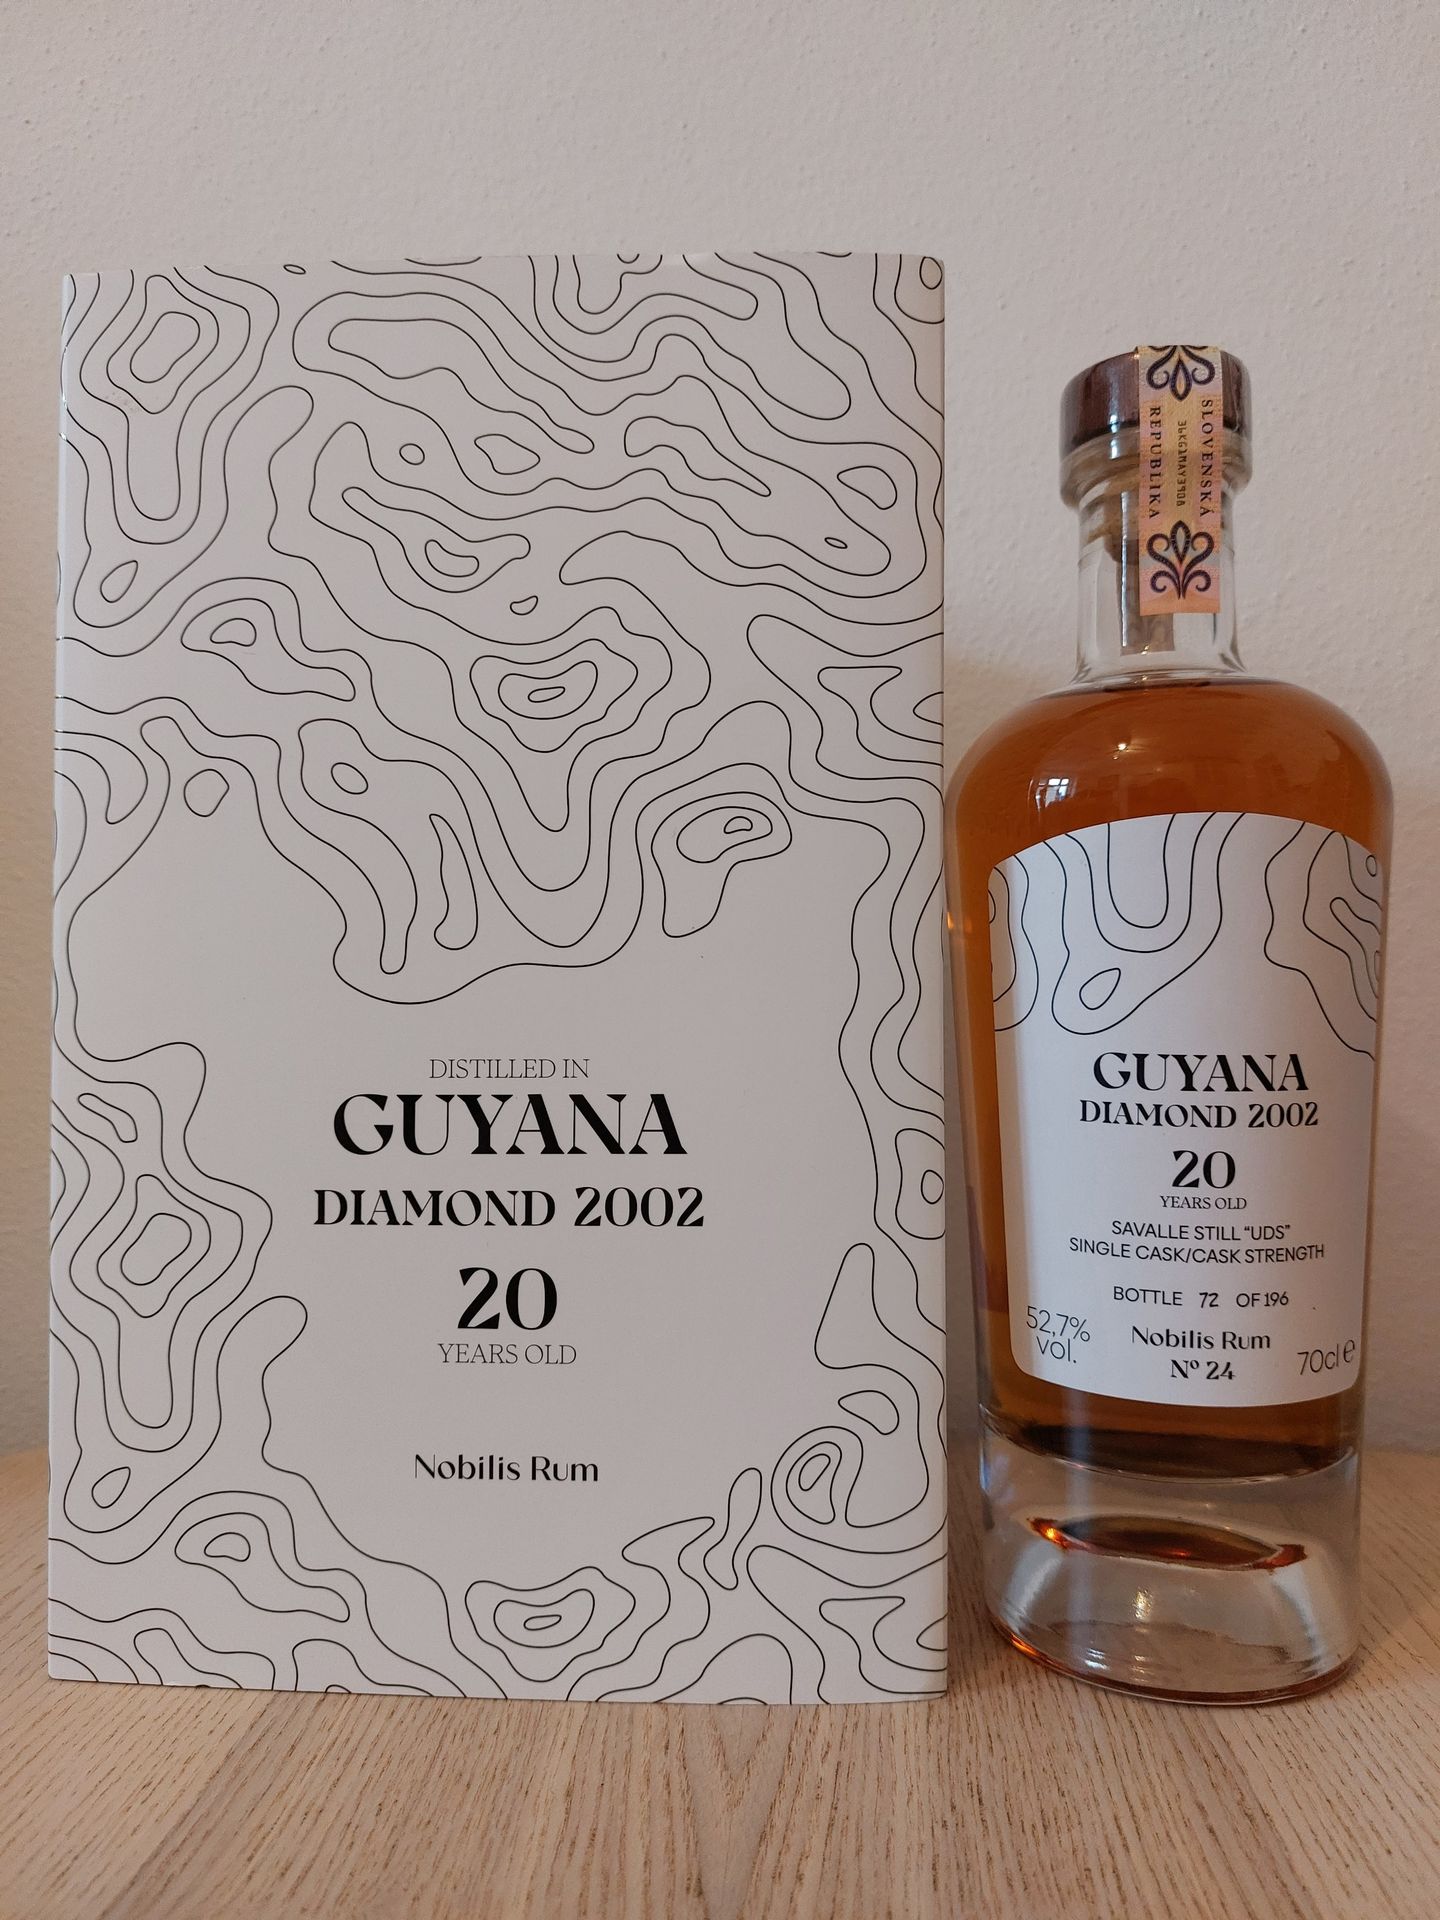 DISTILLED IN
GUYANA
DIAMOND 2002
20
YEARS OLD
Nobilis Rum
SLOVENSKÁ
REPUBLIKA
GUYANA
DIAMOND 2002
20
YEARS OLD
SAVALLE STILL “UDS”
SINGLE CASK/CASK STRENGTH
BOTTLE 72 OF 196
52,7%
vol.
Nobilis Rum
Nº 24
70cl e